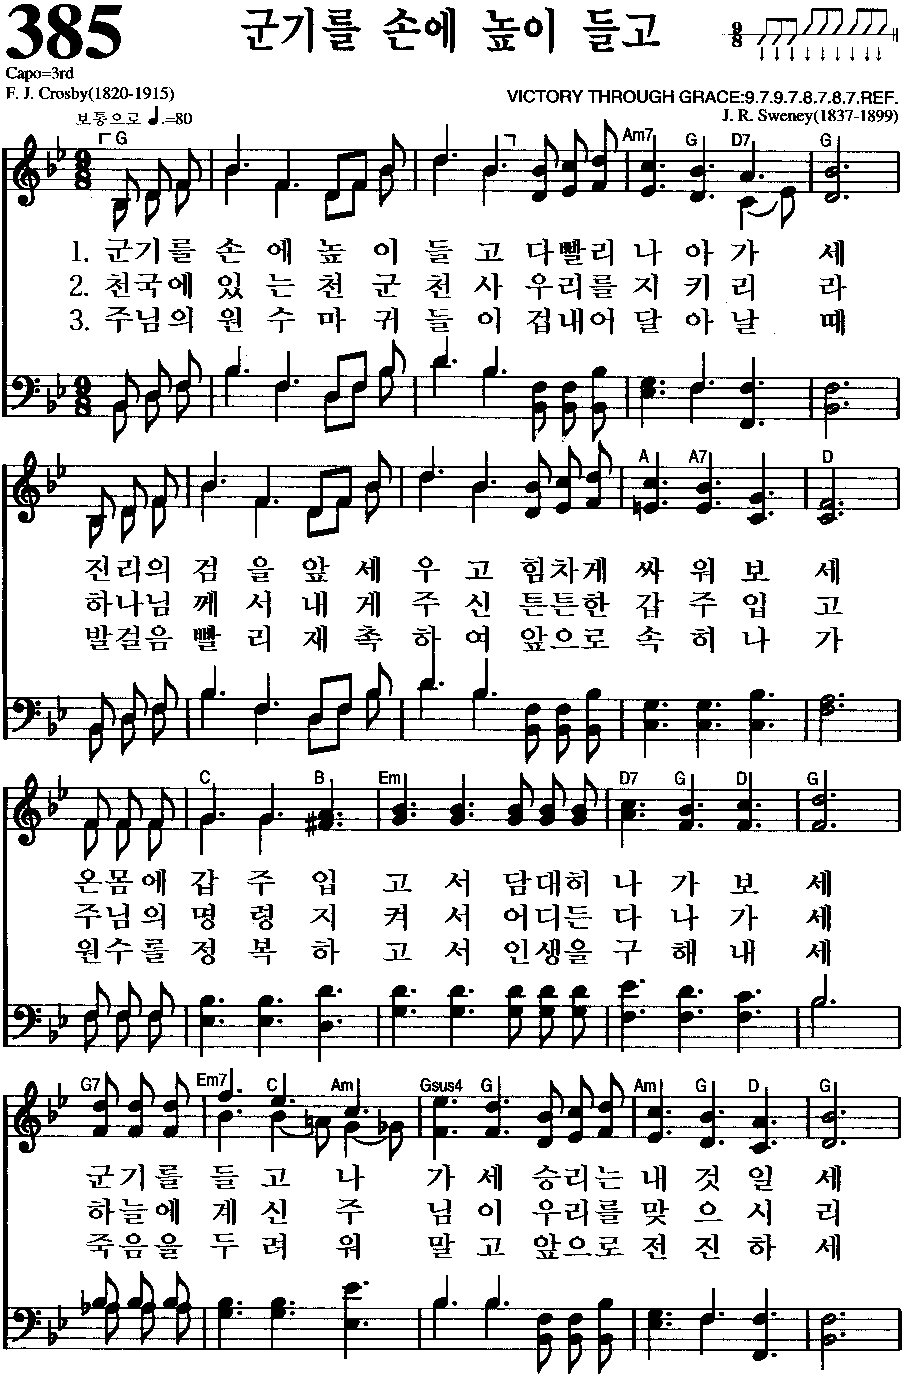 385
군기를 손에 높이 들고
9/8
Capo=3rd
F. J. Crosby(1820-1915)
VICTORY THROUGH GRACE:9.7.9.7.8.7.8.7.REF.
J. R. Sweney(1837-1899)
보통으로 ♩.=80
G Am7 G D7 G
1. 군기를 손에 높이 들고 다빨리 나아가세
2. 천국에 있는 천군천사 우리를 지키리라
3. 주님의 원수 마귀들이 겁내어 달아날 때
A A7 D
진리의 검을 앞세우고 힘차게 싸워보세
하나님께서 내게 주신 튼튼한 갑주 입고
발걸음 빨리 재촉하여 앞으로 속히 나가
C B Em D7 G D G
온몸에 갑주 입고서 담대히 나가보세
주님의 명령 지켜서 어디든 다 나가세
원수를 정복하고서 인생을 구해내세
G7 Em7 C Am Gsus4 G Am G D G
군기를 들고 나가세 승리는 내 것일세
하늘에 계신 주님이 우리를 맞으시리
죽음을 두려워 말고 앞으로 전진하세